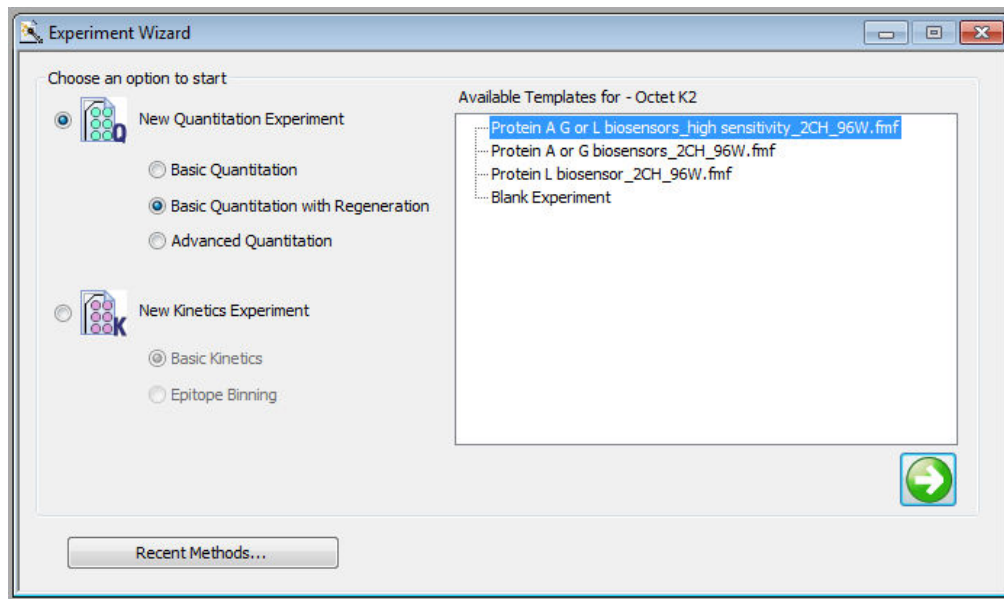 Experiment Wizard
Choose an option to start
New Quantitation Experiment
Q
Basic Quantitation
Basic Quantitation with Regeneration
Advanced Quantitation
New Kinetics Experiment
K
Basic Kinetics
Epitope Binning
Available Templates for - Octet K2
Protein A G or L biosensors_high sensitivity_2CH_96W.fmf
Protein A or G biosensors_2CH_96W.fmf
Protein L biosensor_2CH_96W.fmf
Blank Experiment
Recent Methods...